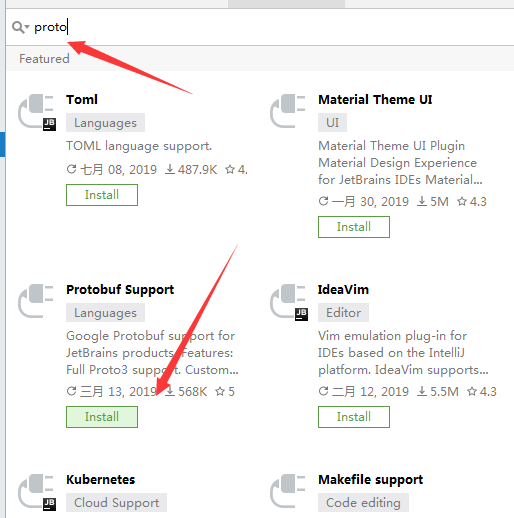 proto
Featured
Toml
Languages
TOML language support.
七月 08, 2019 487.9K 4.
Install
Material Theme UI
UI
Material Theme UI Plugin
Material Design Experience
for JetBrains IDEs Material...
一月 30, 2019 5M 4.3
Install
Protobuf Support
Languages
Google Protobuf support for
JetBrains products. Features:
Full Proto3 support. Custom...
三月 13, 2019 568K 5
Install
IdeaVim
Editor
Vim emulation plug-in for
IDEs based on the IntelliJ
platform. IdeaVim supports...
二月 12, 2019 5.5M 4.3
Install
Kubernetes
Cloud Support
Makefile support
Code editing
JB
JB
JB